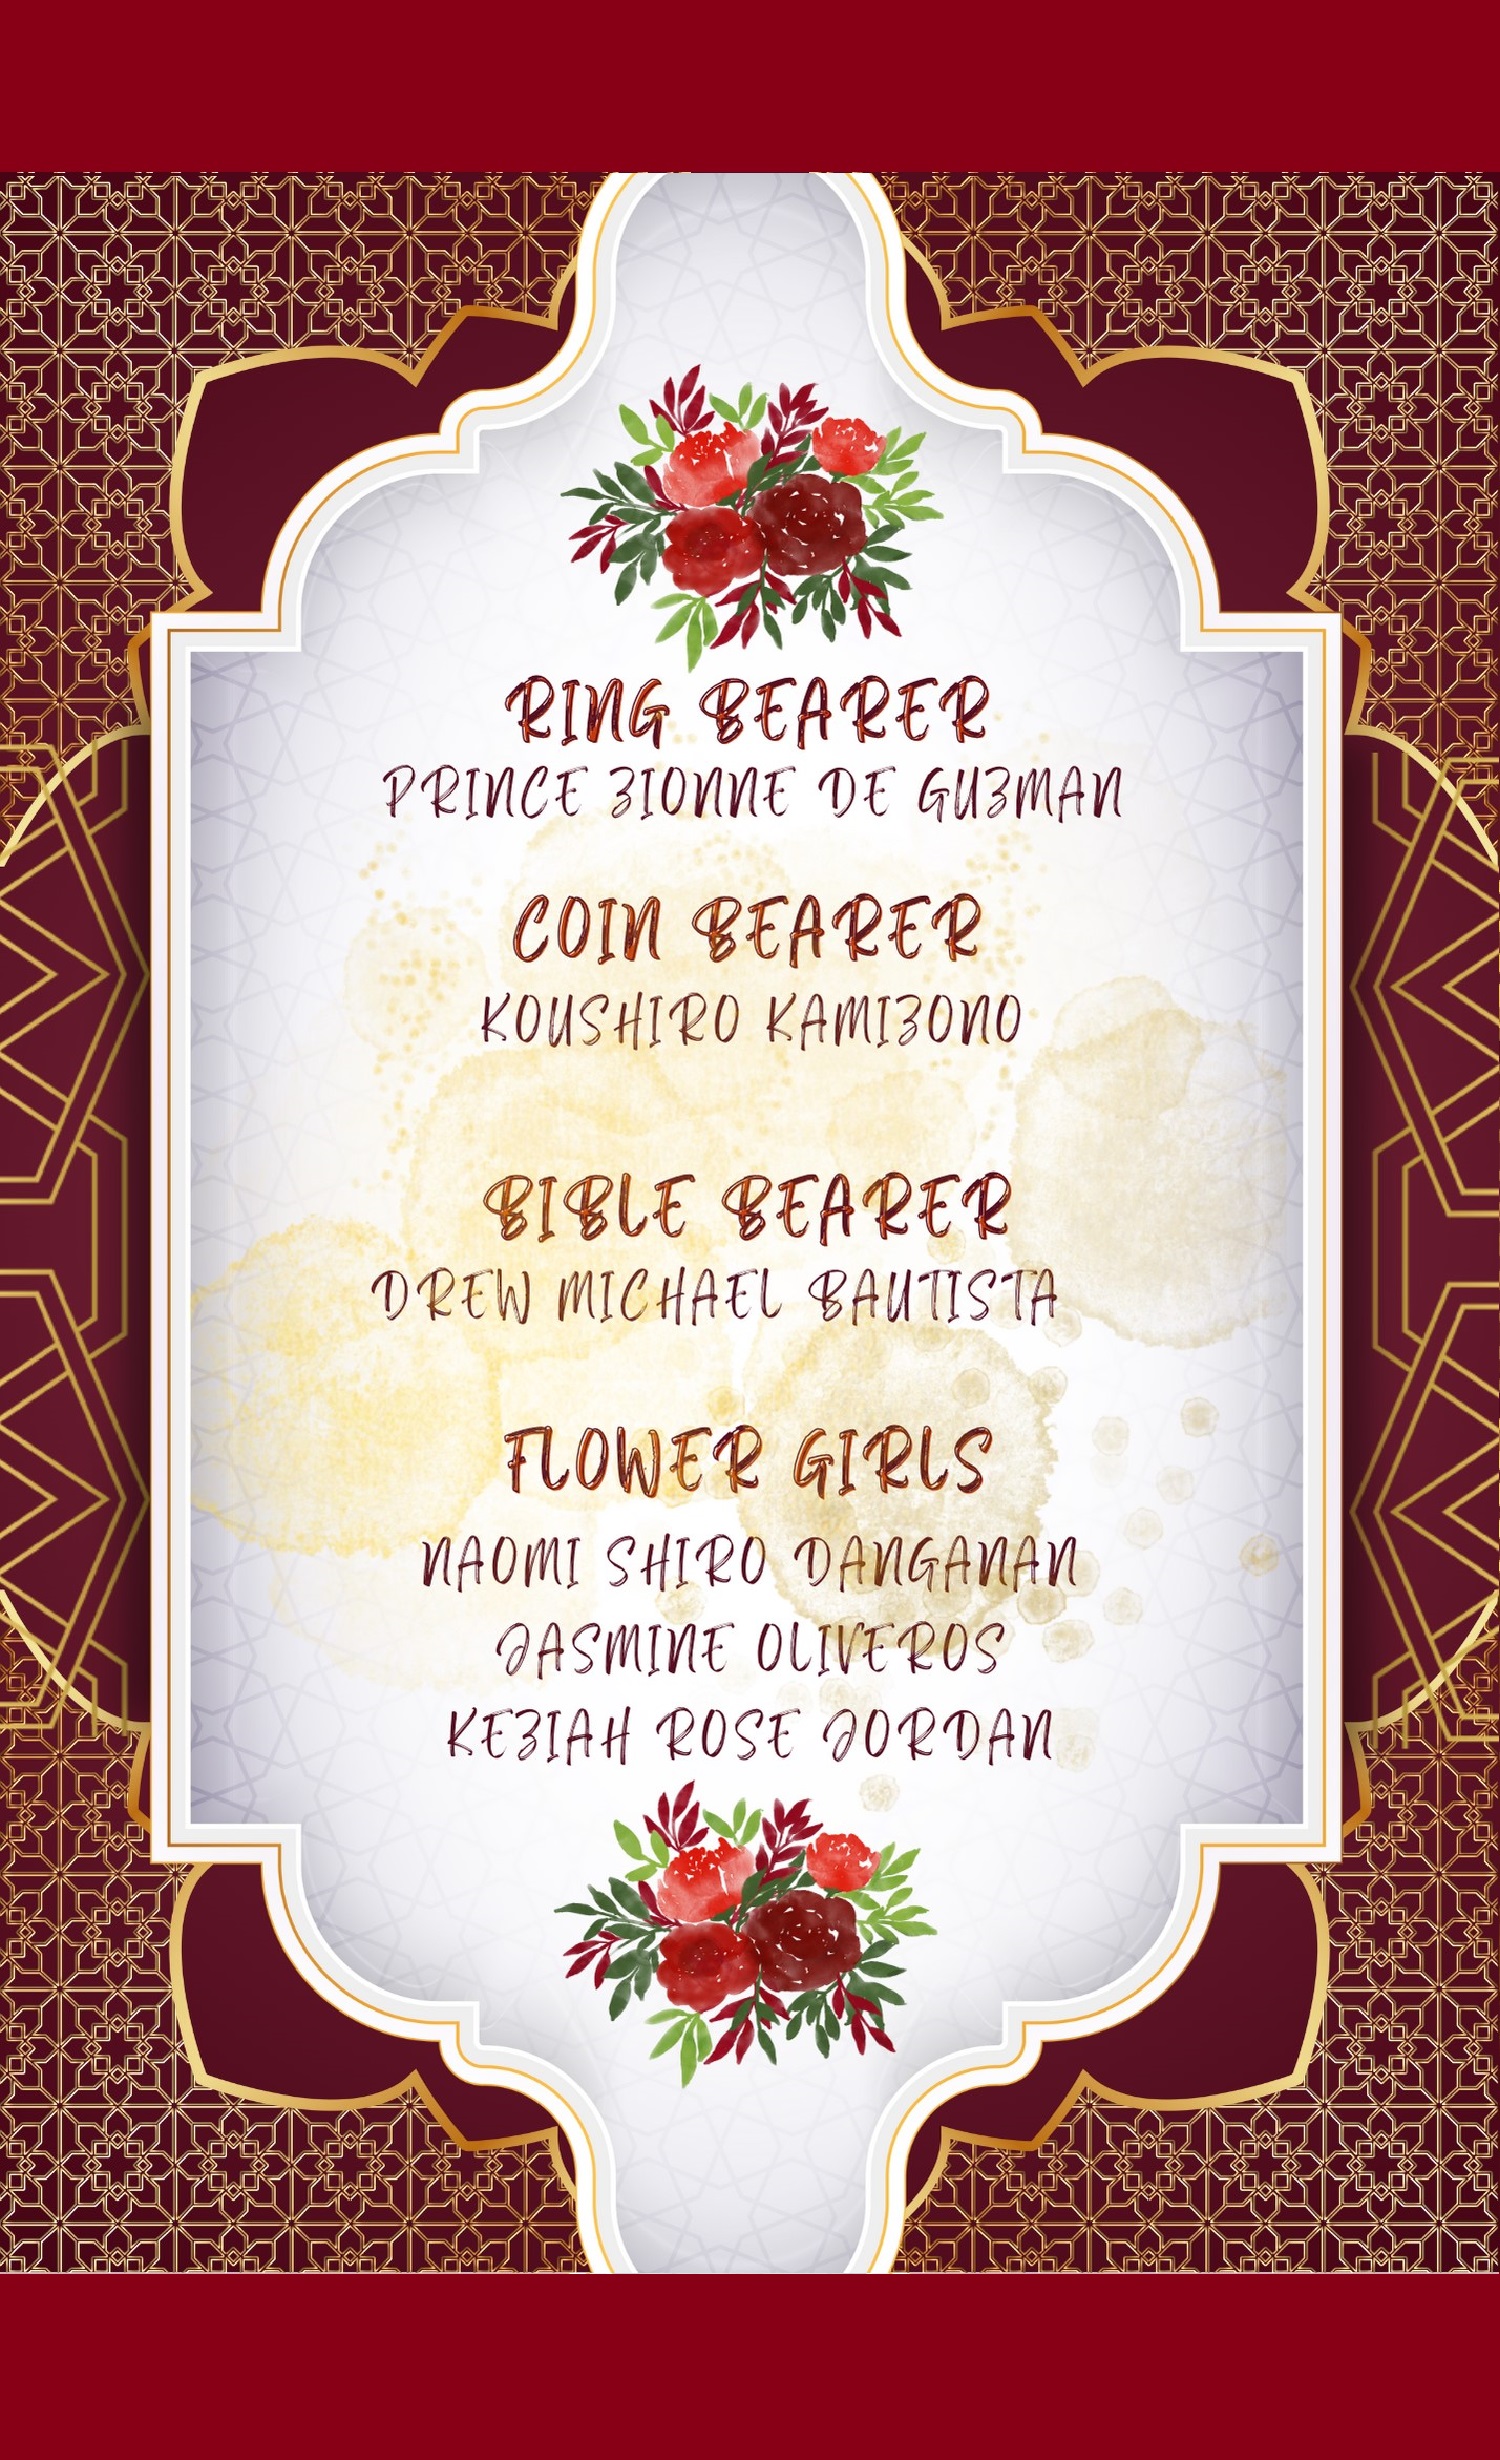 RING BEARER
PRINCE ZIONNE DE GUZMAN
COIN BEARER
KOUSHIRO KAMIZONO
BIBLE BEARER
DREW MICHAEL BAUTISTA
FLOWER GIRLS
NAOMI SHIRO DANGANAN
JASMINE OLIVEROS
KEZIAH ROSE JORDAN